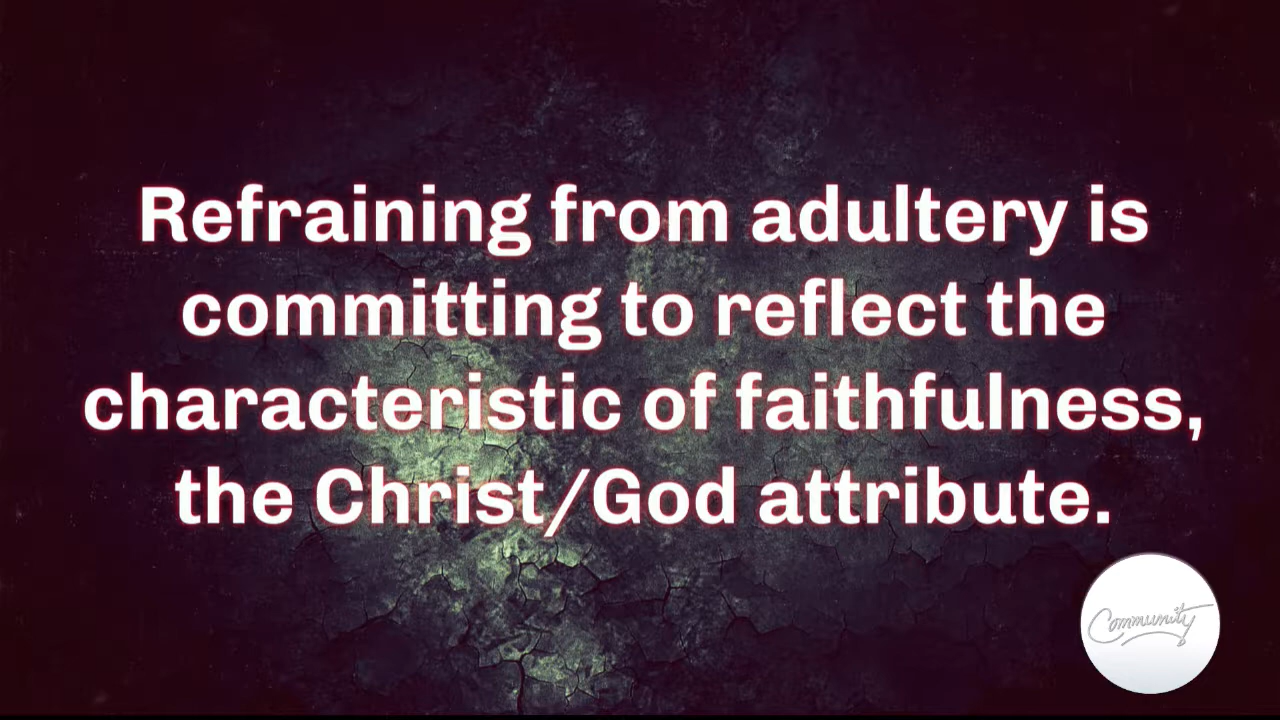 Refraining from adultery is
committing to reflect the
characteristic of faithfulness,
the Christ/God attribute.
Community